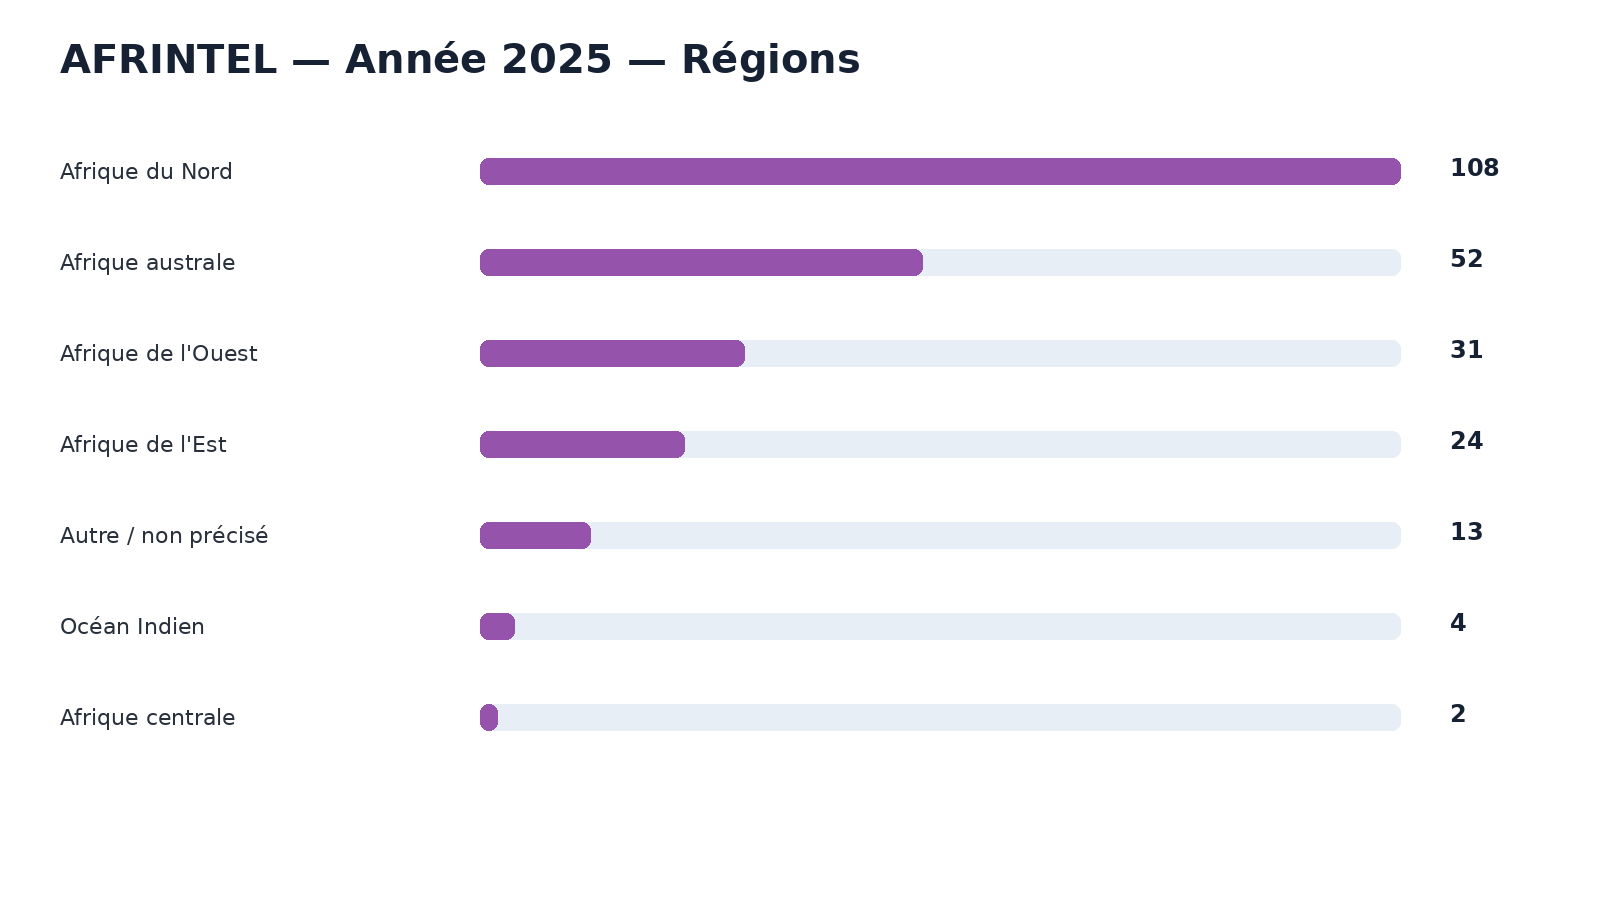 AFRINTEL — Année 2025 — Régions
Afrique du Nord 108
Afrique australe 52
Afrique de l'Ouest 31
Afrique de l'Est 24
Autre / non précisé 13
Océan Indien 4
Afrique centrale 2